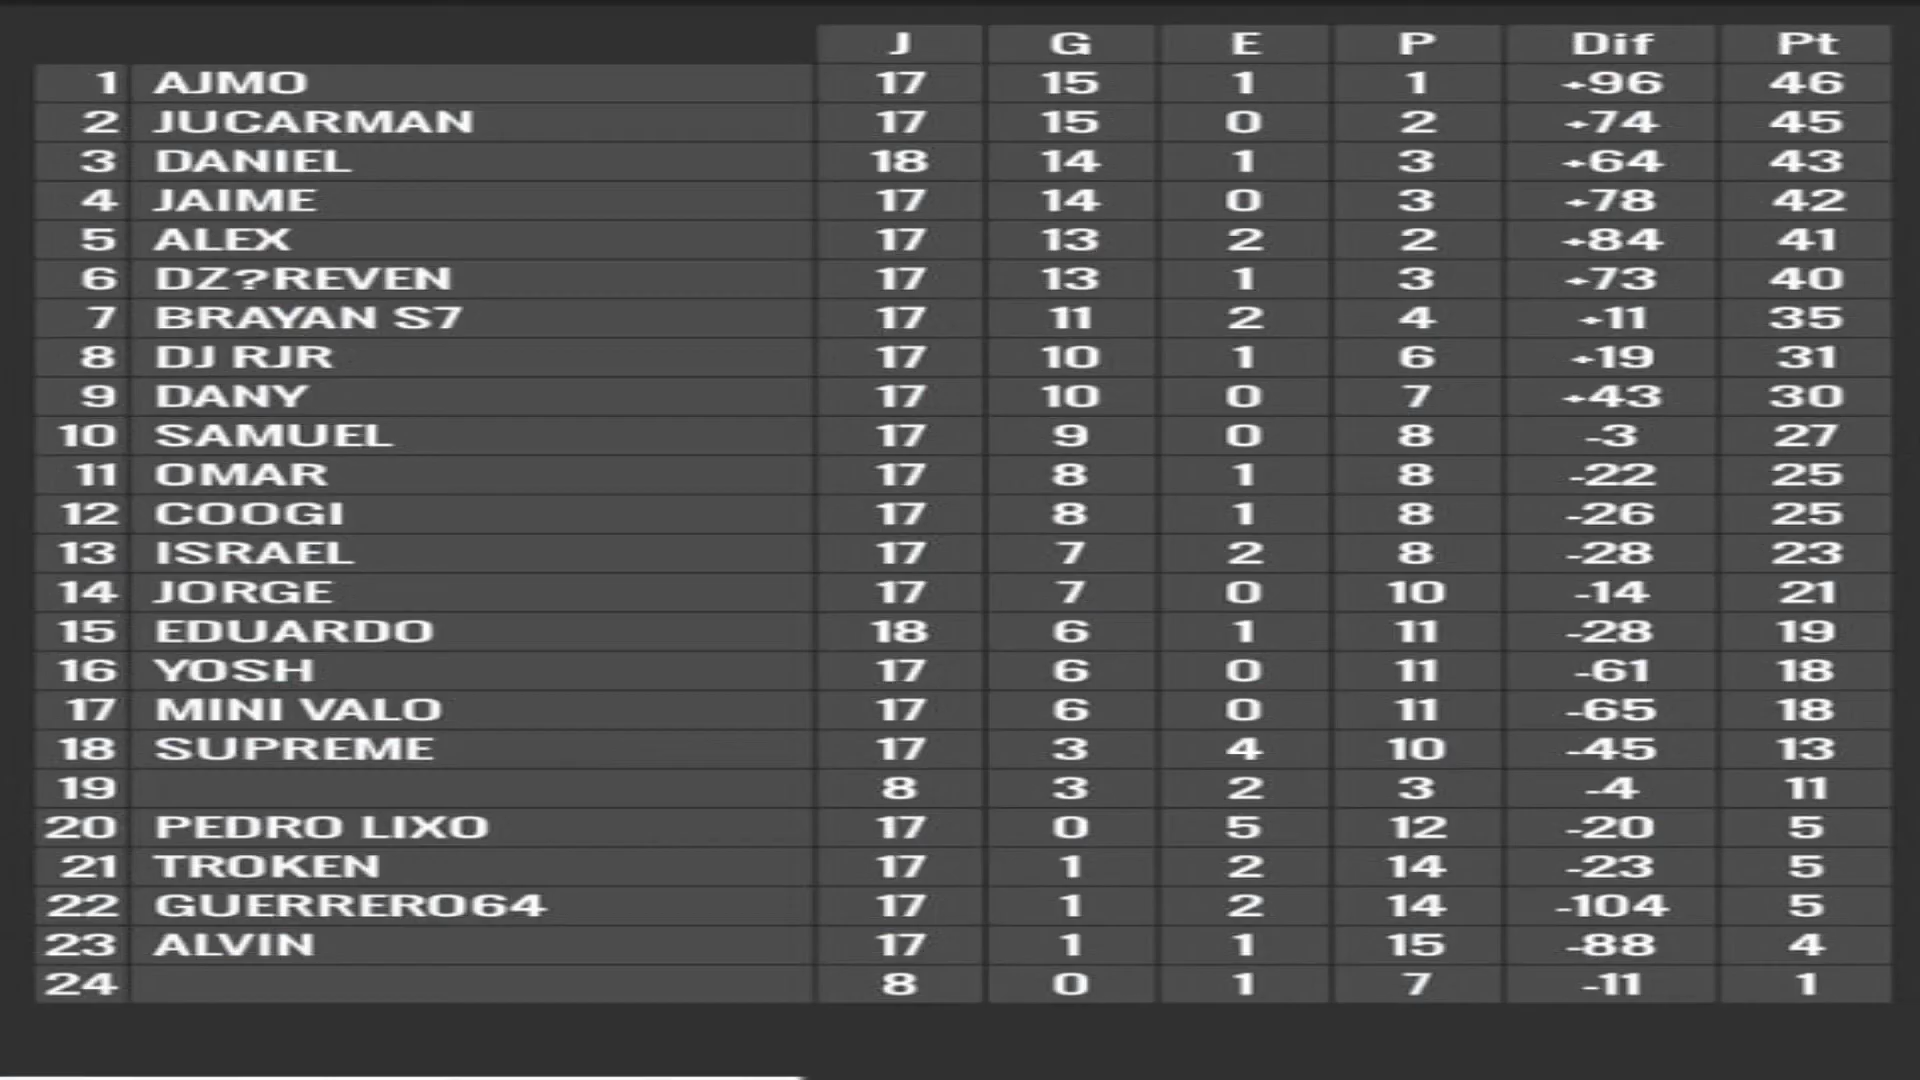 J G E P Dif Pt
1 AJMO 17 15 1 1 +96 46
2 JUCARMAN 17 15 0 2 +74 45
3 DANIEL 18 14 1 3 +64 43
4 JAIME 17 14 0 3 +78 42
5 ALEX 17 13 2 2 +84 41
6 DZ?REVEN 17 13 1 3 +73 40
7 BRAYAN S7 17 11 2 4 +11 35
8 DJ RJR 17 10 1 6 +19 31
9 DANY 17 10 0 7 +43 30
10 SAMUEL 17 9 0 8 -3 27
11 OMAR 17 8 1 8 -22 25
12 COOGI 17 8 1 8 -26 25
13 ISRAEL 17 7 2 8 -28 23
14 JORGE 17 7 0 10 -14 21
15 EDUARDO 18 6 1 11 -28 19
16 YOSH 17 6 0 11 -61 18
17 MINI VALO 17 6 0 11 -65 18
18 SUPREME 17 3 4 10 -45 13
19 8 3 2 3 -4 11
20 PEDRO LIXO 17 0 5 12 -20 5
21 TROKEN 17 1 2 14 -23 5
22 GUERRERO64 17 1 2 14 -104 5
23 ALVIN 17 1 1 15 -88 4
24 8 0 1 7 -11 1